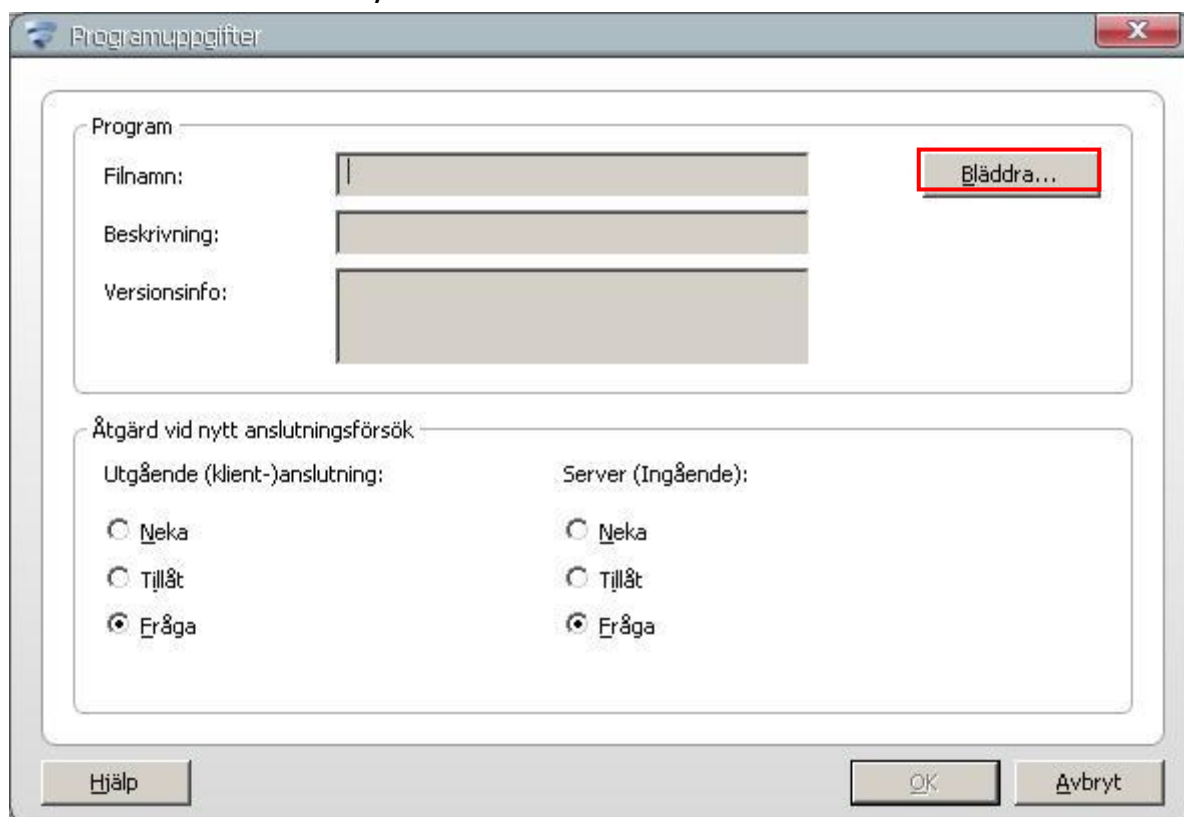 Programuppgifter
Program
Filnamn:
Bläddra...
Beskrivning:
Versionsinfo:
Åtgärd vid nytt anslutningsförsök
Utgående (klient-)anslutning:
Server (Ingående):
Neka
Neka
Tillåt
Tillåt
Fråga
Fråga
Hjälp
OK
Avbryt